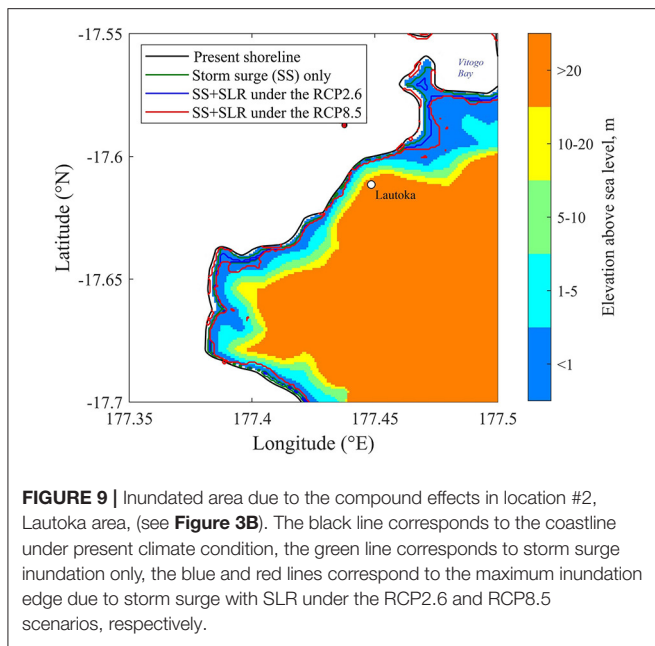 -17.55
-17.6
-17.65
-17.7
Latitude (°N)
Present shoreline
Storm surge (SS) only
SS+SLR under the RCP2.6
SS+SLR under the RCP8.5
Vitogo
Bay
Lautoka
177.35
177.4
177.45
177.5
Longitude (°E)
>20
10-20
5-10
1-5
<1
Elevation above sea level, m
FIGURE 9 | Inundated area due to the compound effects in location #2,
Lautoka area, (see Figure 3B). The black line corresponds to the coastline
under present climate condition, the green line corresponds to storm surge
inundation only, the blue and red lines correspond to the maximum inundation
edge due to storm surge with SLR under the RCP2.6 and RCP8.5
scenarios, respectively.